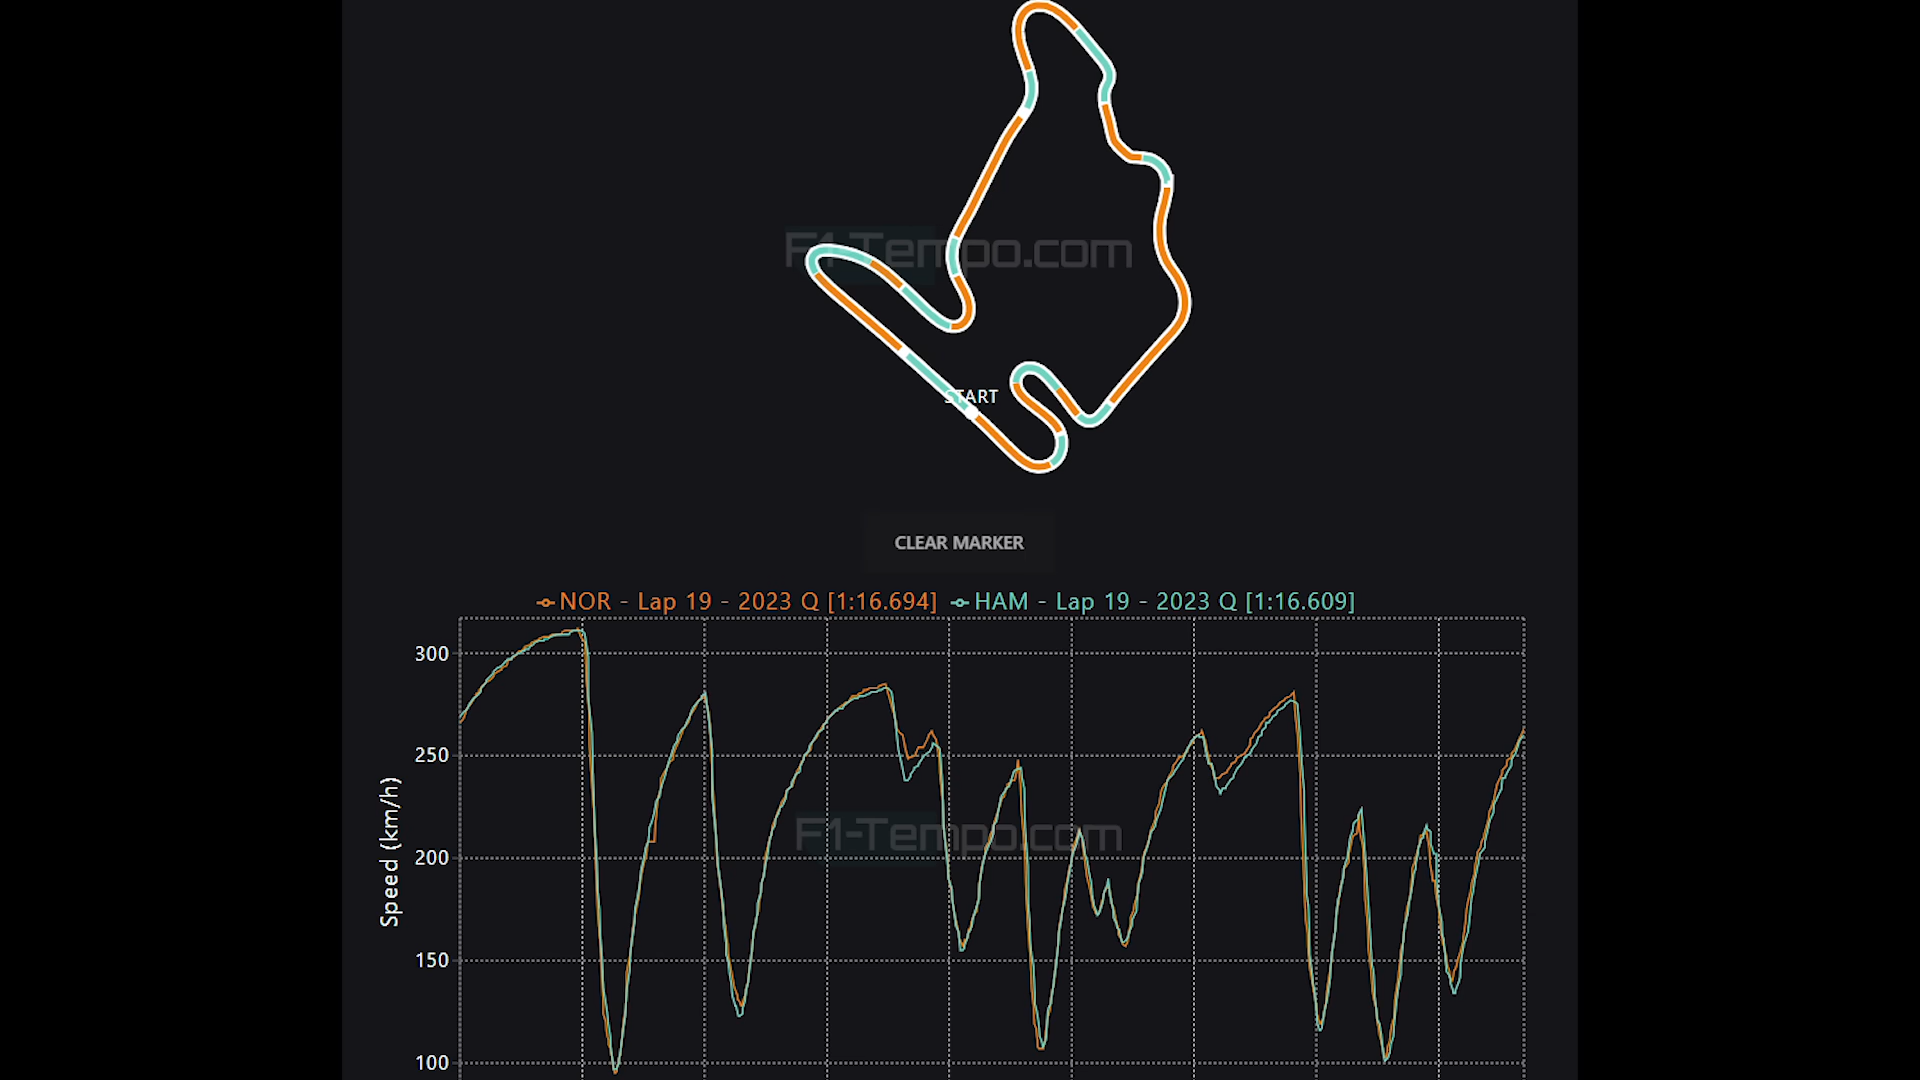 F1-Tempo.com
START
CLEAR MARKER
NOR - Lap 19 - 2023 Q [1:16.694] HAM - Lap 19 - 2023 Q [1:16.609]
300
250
F1-Tempo.com
200
Speed (km/h)
150
100